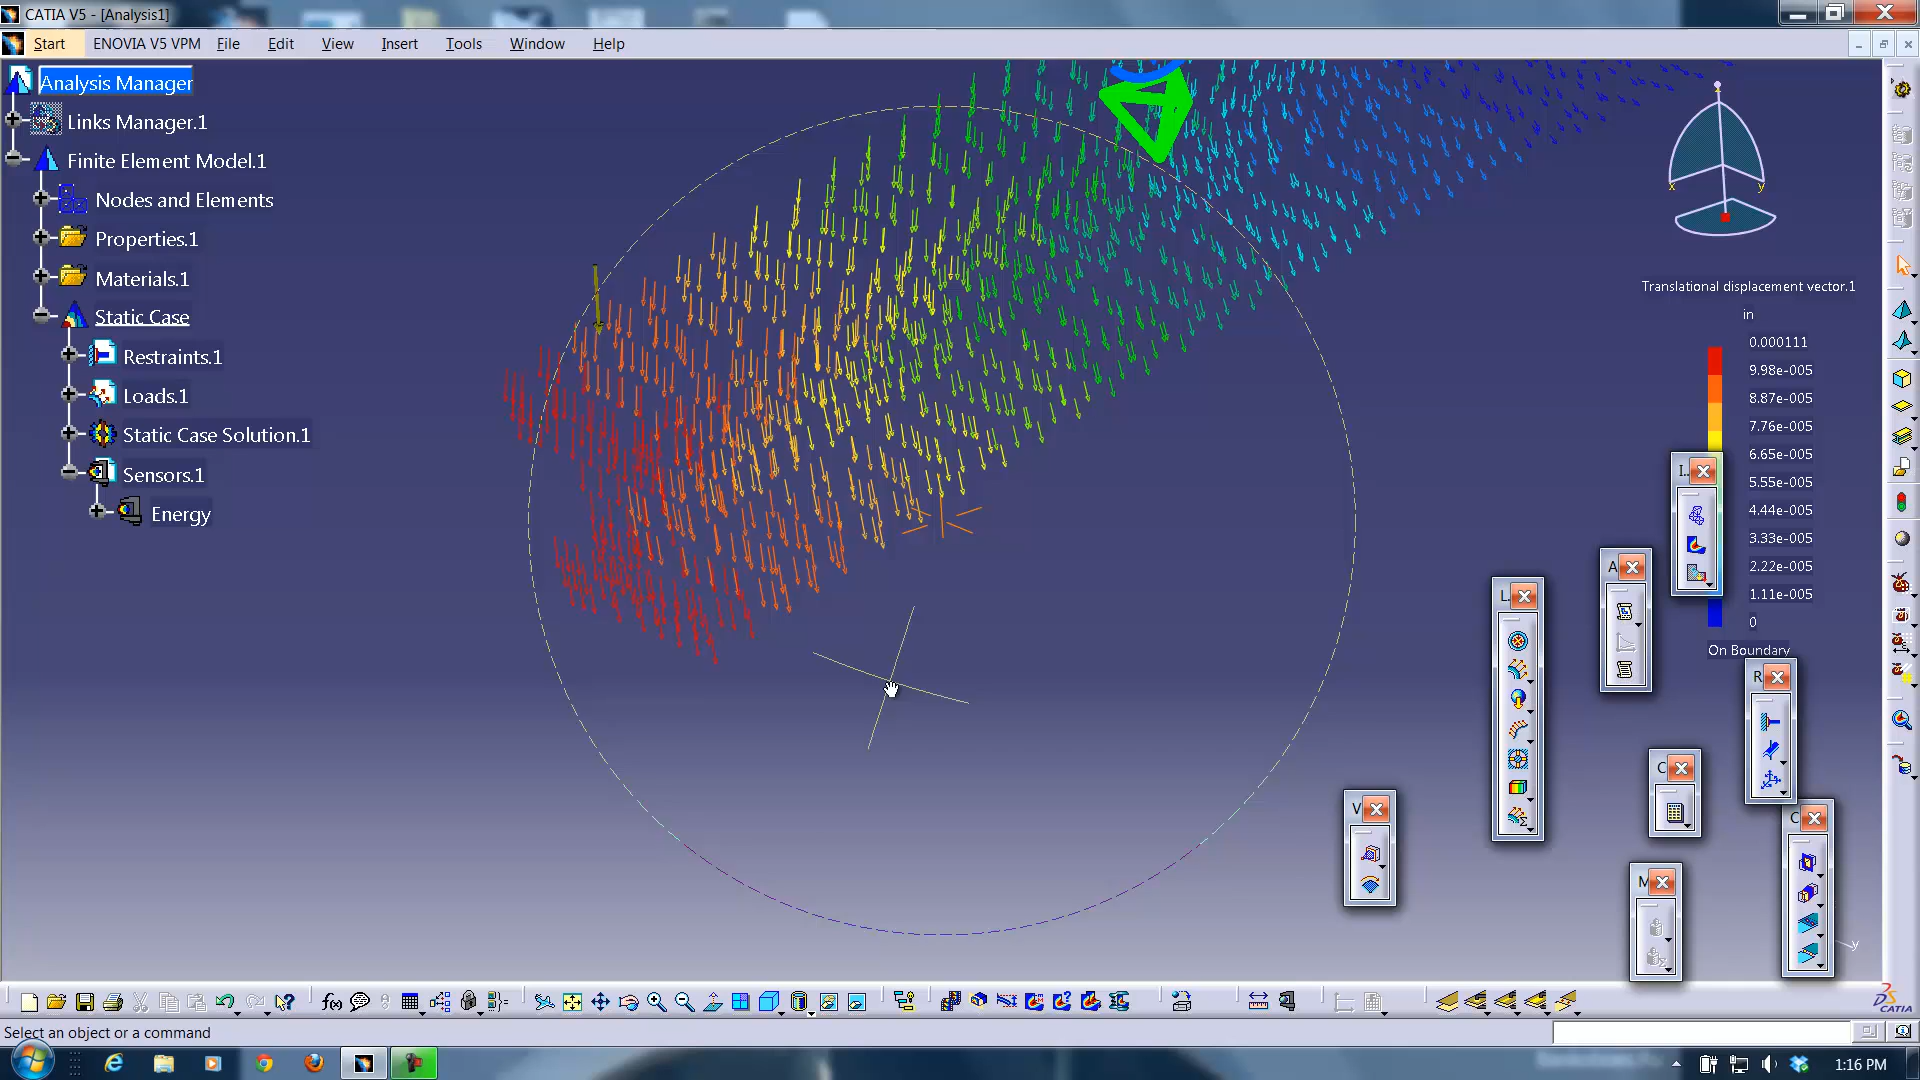 CATIA V5 - [Analysis1]
Start ENOVIA V5 VPM File Edit View Insert Tools Window Help
Analysis Manager
Links Manager.1
Finite Element Model.1
Nodes and Elements
Properties.1
Materials.1
Static Case
Restraints.1
Loads.1
Static Case Solution.1
Sensors.1
Energy
z
x
y
Translational displacement vector.1
in
0.000111
9.98e-005
8.87e-005
7.76e-005
6.65e-005
5.55e-005
4.44e-005
3.33e-005
2.22e-005
1.11e-005
0
On Boundary
I..
A
L.
R
C
V
C
M
y
f(x)
CATIA
Select an object or a command
1:16 PM